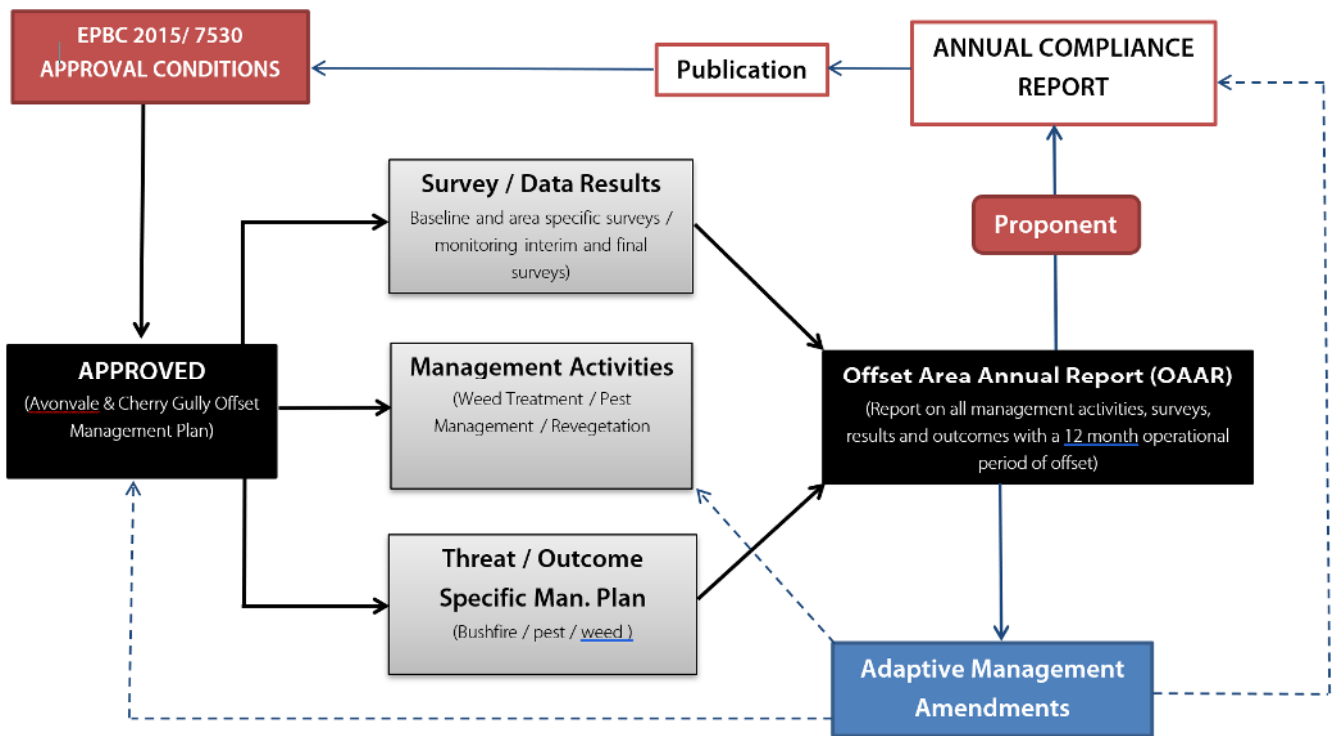 EPBC 2015/ 7530
APPROVAL CONDITIONS
Publication
ANNUAL COMPLIANCE
REPORT
Survey / Data Results
Baseline and area specific surveys /
monitoring interim and final
surveys)
Proponent
APPROVED
(Avonvale & Cherry Gully Offset
Management Plan)
Management Activities
(Weed Treatment / Pest
Management / Revegetation
Offset Area Annual Report (OAAR)
(Report on all management activities, surveys,
results and outcomes with a 12 month operational
period of offset)
Threat / Outcome
Specific Man. Plan
(Bushfire / pest / weed )
Adaptive Management
Amendments